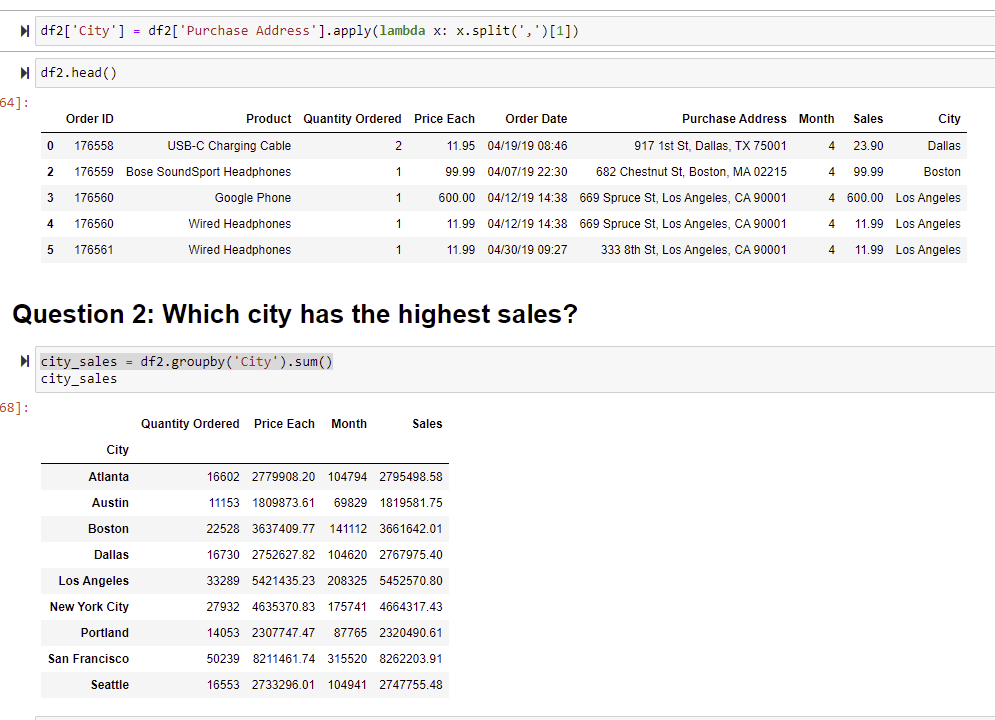 df2['City'] = df2['Purchase Address'].apply(lambda x: x.split(',')[1])
df2.head()
64]:
Order ID Product Quantity Ordered Price Each Order Date Purchase Address Month Sales City
0 176558 USB-C Charging Cable 2 11.95 04/19/19 08:46 917 1st St, Dallas, TX 75001 4 23.90 Dallas
2 176559 Bose SoundSport Headphones 1 99.99 04/07/19 22:30 682 Chestnut St, Boston, MA 02215 4 99.99 Boston
3 176560 Google Phone 1 600.00 04/12/19 14:38 669 Spruce St, Los Angeles, CA 90001 4 600.00 Los Angeles
4 176560 Wired Headphones 1 11.99 04/12/19 14:38 669 Spruce St, Los Angeles, CA 90001 4 11.99 Los Angeles
5 176561 Wired Headphones 1 11.99 04/30/19 09:27 333 8th St, Los Angeles, CA 90001 4 11.99 Los Angeles
Question 2: Which city has the highest sales?
city_sales = df2.groupby('City').sum()
city_sales
68]:
Quantity Ordered Price Each Month Sales
City
Atlanta 16602 2779908.20 104794 2795498.58
Austin 11153 1809873.61 69829 1819581.75
Boston 22528 3637409.77 141112 3661642.01
Dallas 16730 2752627.82 104620 2767975.40
Los Angeles 33289 5421435.23 208325 5452570.80
New York City 27932 4635370.83 175741 4664317.43
Portland 14053 2307747.47 87765 2320490.61
San Francisco 50239 8211461.74 315520 8262203.91
Seattle 16553 2733296.01 104941 2747755.48